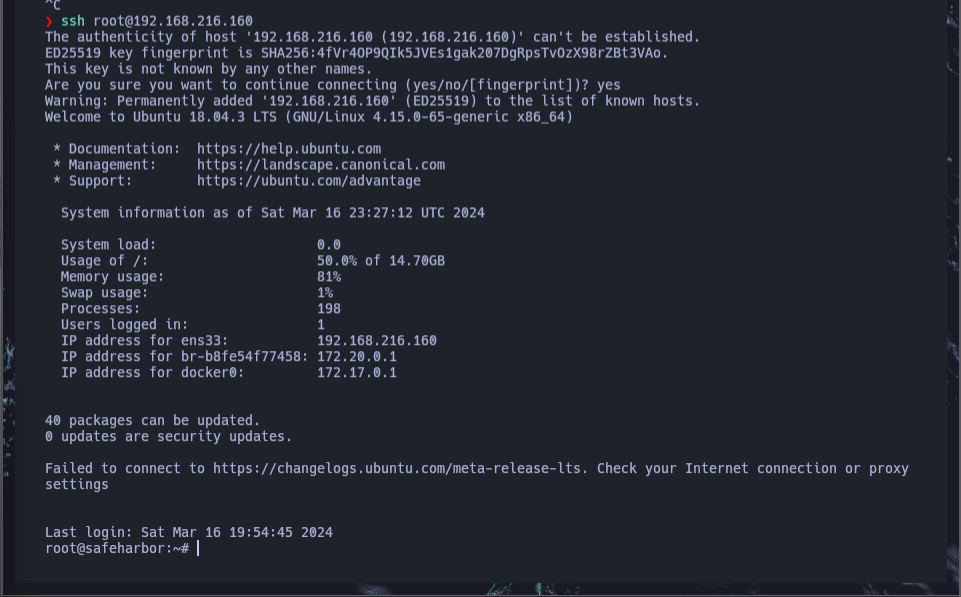 ^C
❯ ssh root@192.168.216.160
The authenticity of host '192.168.216.160 (192.168.216.160)' can't be established.
ED25519 key fingerprint is SHA256:4fVr4OP9QIk5JVEs1gak207DgRpsTvOzX98rZBt3VAo.
This key is not known by any other names.
Are you sure you want to continue connecting (yes/no/[fingerprint])? yes
Warning: Permanently added '192.168.216.160' (ED25519) to the list of known hosts.
Welcome to Ubuntu 18.04.3 LTS (GNU/Linux 4.15.0-65-generic x86_64)
* Documentation: https://help.ubuntu.com
* Management: https://landscape.canonical.com
* Support: https://ubuntu.com/advantage
System information as of Sat Mar 16 23:27:12 UTC 2024
System load: 0.0
Usage of /: 50.0% of 14.70GB
Memory usage: 81%
Swap usage: 1%
Processes: 198
Users logged in: 1
IP address for ens33: 192.168.216.160
IP address for br-b8fe54f77458: 172.20.0.1
IP address for docker0: 172.17.0.1
40 packages can be updated.
0 updates are security updates.
Failed to connect to https://changelogs.ubuntu.com/meta-release-lts. Check your Internet connection or proxy
settings
Last login: Sat Mar 16 19:54:45 2024
root@safeharbor:~#